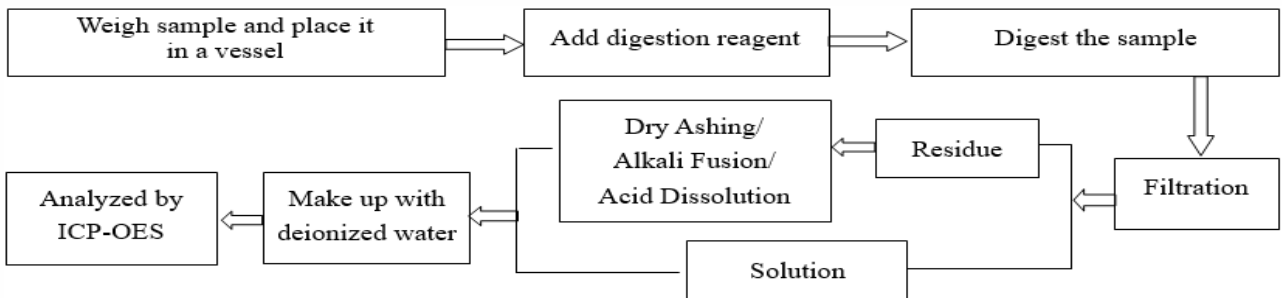 Weigh sample and place it
in a vessel
Add digestion reagent
Digest the sample
Filtration
Residue
Dry Ashing/
Alkali Fusion/
Acid Dissolution
Solution
Make up with
deionized water
Analyzed by
ICP-OES